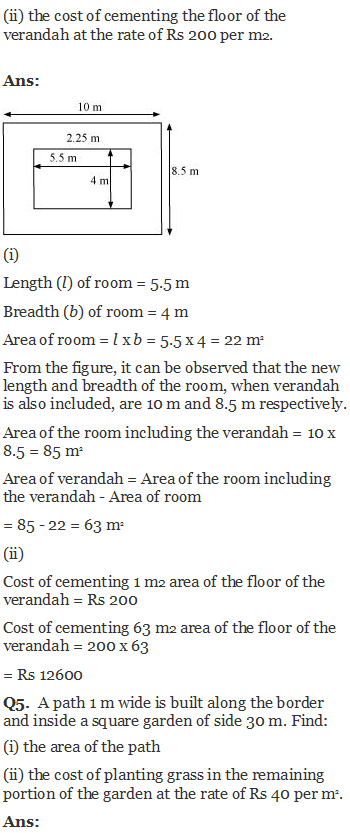 (ii) the cost of cementing the floor of the
verandah at the rate of Rs 200 per m2.
Ans:
10 m
2.25 m
5.5 m
4 m
8.5 m
(i)
Length (l) of room = 5.5 m
Breadth (b) of room = 4 m
Area of room = l x b = 5.5 x 4 = 22 m²
From the figure, it can be observed that the new
length and breadth of the room, when verandah
is also included, are 10 m and 8.5 m respectively.
Area of the room including the verandah = 10 x
8.5 = 85 m²
Area of verandah = Area of the room including
the verandah - Area of room
= 85 - 22 = 63 m²
(ii)
Cost of cementing 1 m2 area of the floor of the
verandah = Rs 200
Cost of cementing 63 m2 area of the floor of the
verandah = 200 x 63
= Rs 12600
Q5. A path 1 m wide is built along the border
and inside a square garden of side 30 m. Find:
(i) the area of the path
(ii) the cost of planting grass in the remaining
portion of the garden at the rate of Rs 40 per m².
Ans: